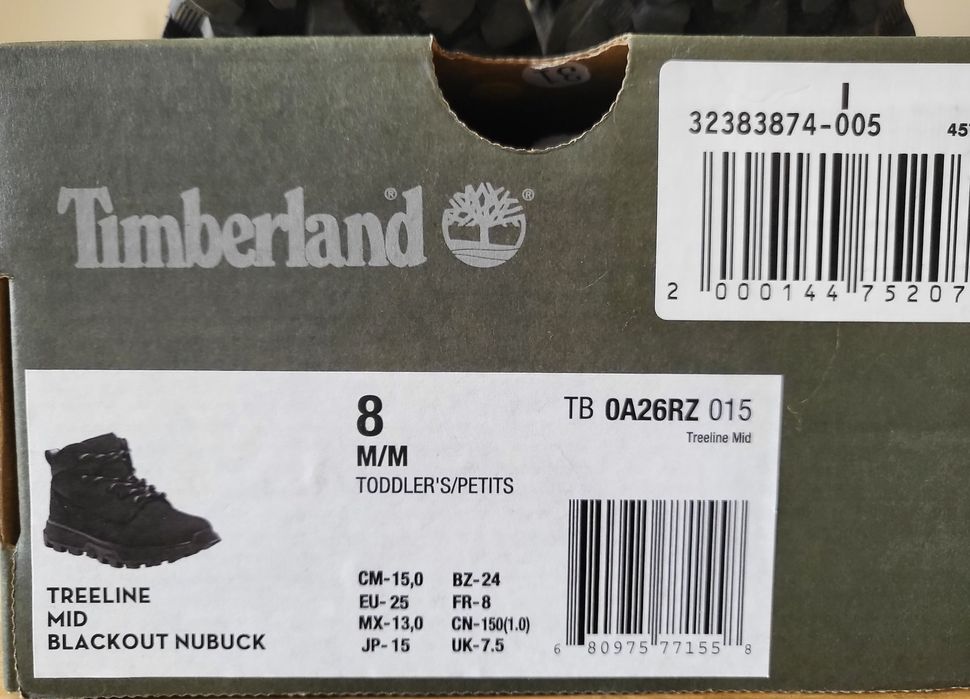 31
32383874-005
457
2 000144 75207
Timberland® ®
8
M/M
TODDLER'S/PETITS
TB 0A26RZ 015
Treeline Mid
TREELINE
MID
BLACKOUT NUBUCK
CM-15,0 BZ-24
EU-25 FR-8
MX-13,0 CN-150(1.0)
JP-15 UK-7.5
6 80975 77155 8